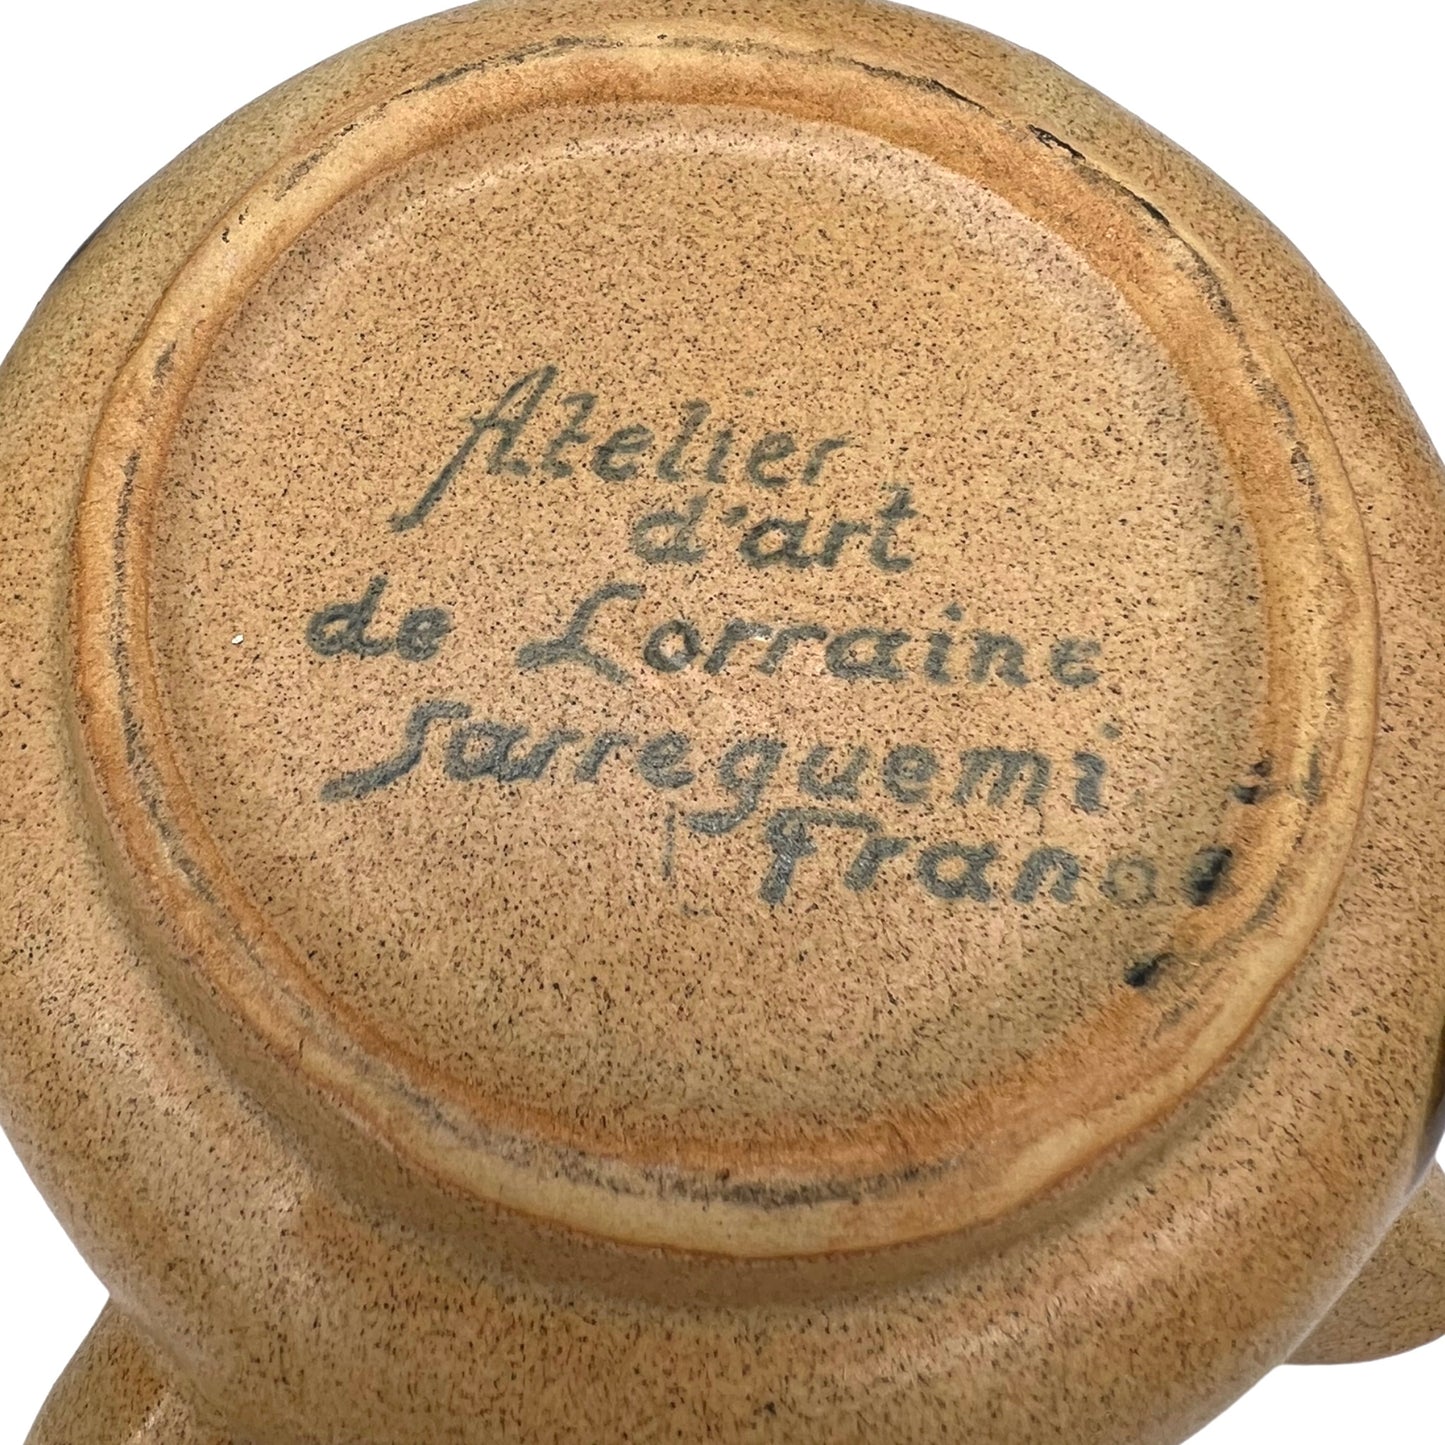 Atelier
d'art
de Lorraine
Sarreguemi
France